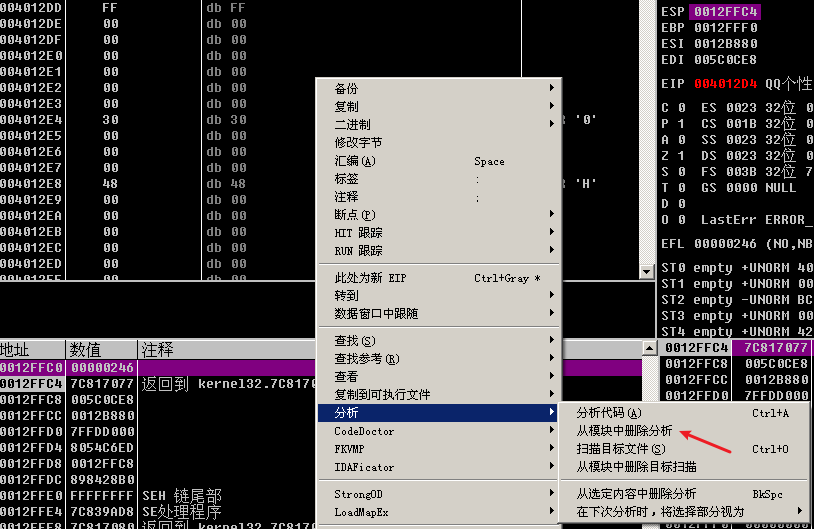 004012DD FF db FF
004012DE 00 db 00
004012DF 00 db 00
004012E0 00 db 00
004012E1 00 db 00
004012E2 00 db 00
004012E3 00 db 00
004012E4 30 db 30 '0'
004012E5 00 db 00
004012E6 00 db 00
004012E7 00 db 00
004012E8 48 db 48 'H'
004012E9 00 db 00
004012EA 00 db 00
004012EB 00 db 00
004012EC 00 db 00
004012ED 00 db 00
ESP 0012FFC4
EBP 0012FFF0
ESI 0012B880
EDI 005C0CE8
EIP 004012D4 QQ个性
C 0 ES 0023 32位 0
P 1 CS 001B 32位 0
A 0 SS 0023 32位 0
Z 1 DS 0023 32位 0
S 0 FS 003B 32位 7
T 0 GS 0000 NULL
D 0
O 0 LastErr ERROR_
EFL 00000246 (NO,NB
ST0 empty +UNORM 40
ST1 empty +UNORM 00
ST2 empty -UNORM BC
ST3 empty +UNORM 00
ST4 empty +UNORM 42
备份
复制
二进制
修改字节
汇编(A) Space
标签 :
注释 ;
断点(P)
HIT 跟踪
RUN 跟踪
此处为新 EIP Ctrl+Gray *
转到
数据窗口中跟随
查找(S)
查找参考(R)
查看
复制到可执行文件
分析
CodeDoctor
FKVMP
IDAFicator
StrongOD
LoadMapEx
分析代码(A) Ctrl+A
从模块中删除分析
扫描目标文件(S) Ctrl+O
从模块中删除目标扫描
从选定内容中删除分析 BkSpc
在下次分析时，将选择部分视为
地址 数值 注释
0012FFC0 00000246
0012FFC4 7C817077 返回到 kernel32.7C8170
0012FFC8 005C0CE8
0012FFCC 0012B880
0012FFD0 7FFDD000
0012FFD4 8054C6ED
0012FFD8 0012FFC8
0012FFDC 898428B0
0012FFE0 FFFFFFFF SEH 链尾部
0012FFE4 7C839AD8 SE处理程序
0012FFE8 7C817080 返回到 kernel32.7C8170
0012FFC4 7C817077
0012FFC8 005C0CE8
0012FFCC 0012B880
0012FFD0 7FFDD000